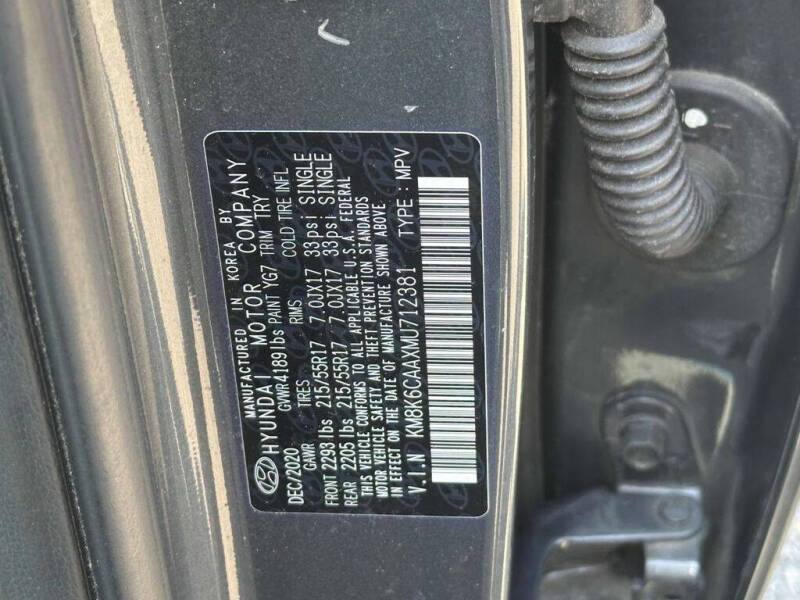 MANUFACTURED IN KOREA BY
HYUNDAI MOTOR COMPANY
DEC/2020 GVWR 4189 lbs PAINT YG7 TRIM TRY
GAWR TIRES RIMS COLD TIRE INFL
FRONT 2293 lbs 215/55R17 7.0JX17 33psi SINGLE
REAR 2205 lbs 215/55R17 7.0JX17 33psi SINGLE
THIS VEHICLE CONFORMS TO ALL APPLICABLE U.S.A. FEDERAL
MOTOR VEHICLE SAFETY AND THEFT PREVENTION STANDARDS
IN EFFECT ON THE DATE OF MANUFACTURE SHOWN ABOVE.
V.I.N KM8K6CAAXMU712381 TYPE : MPV